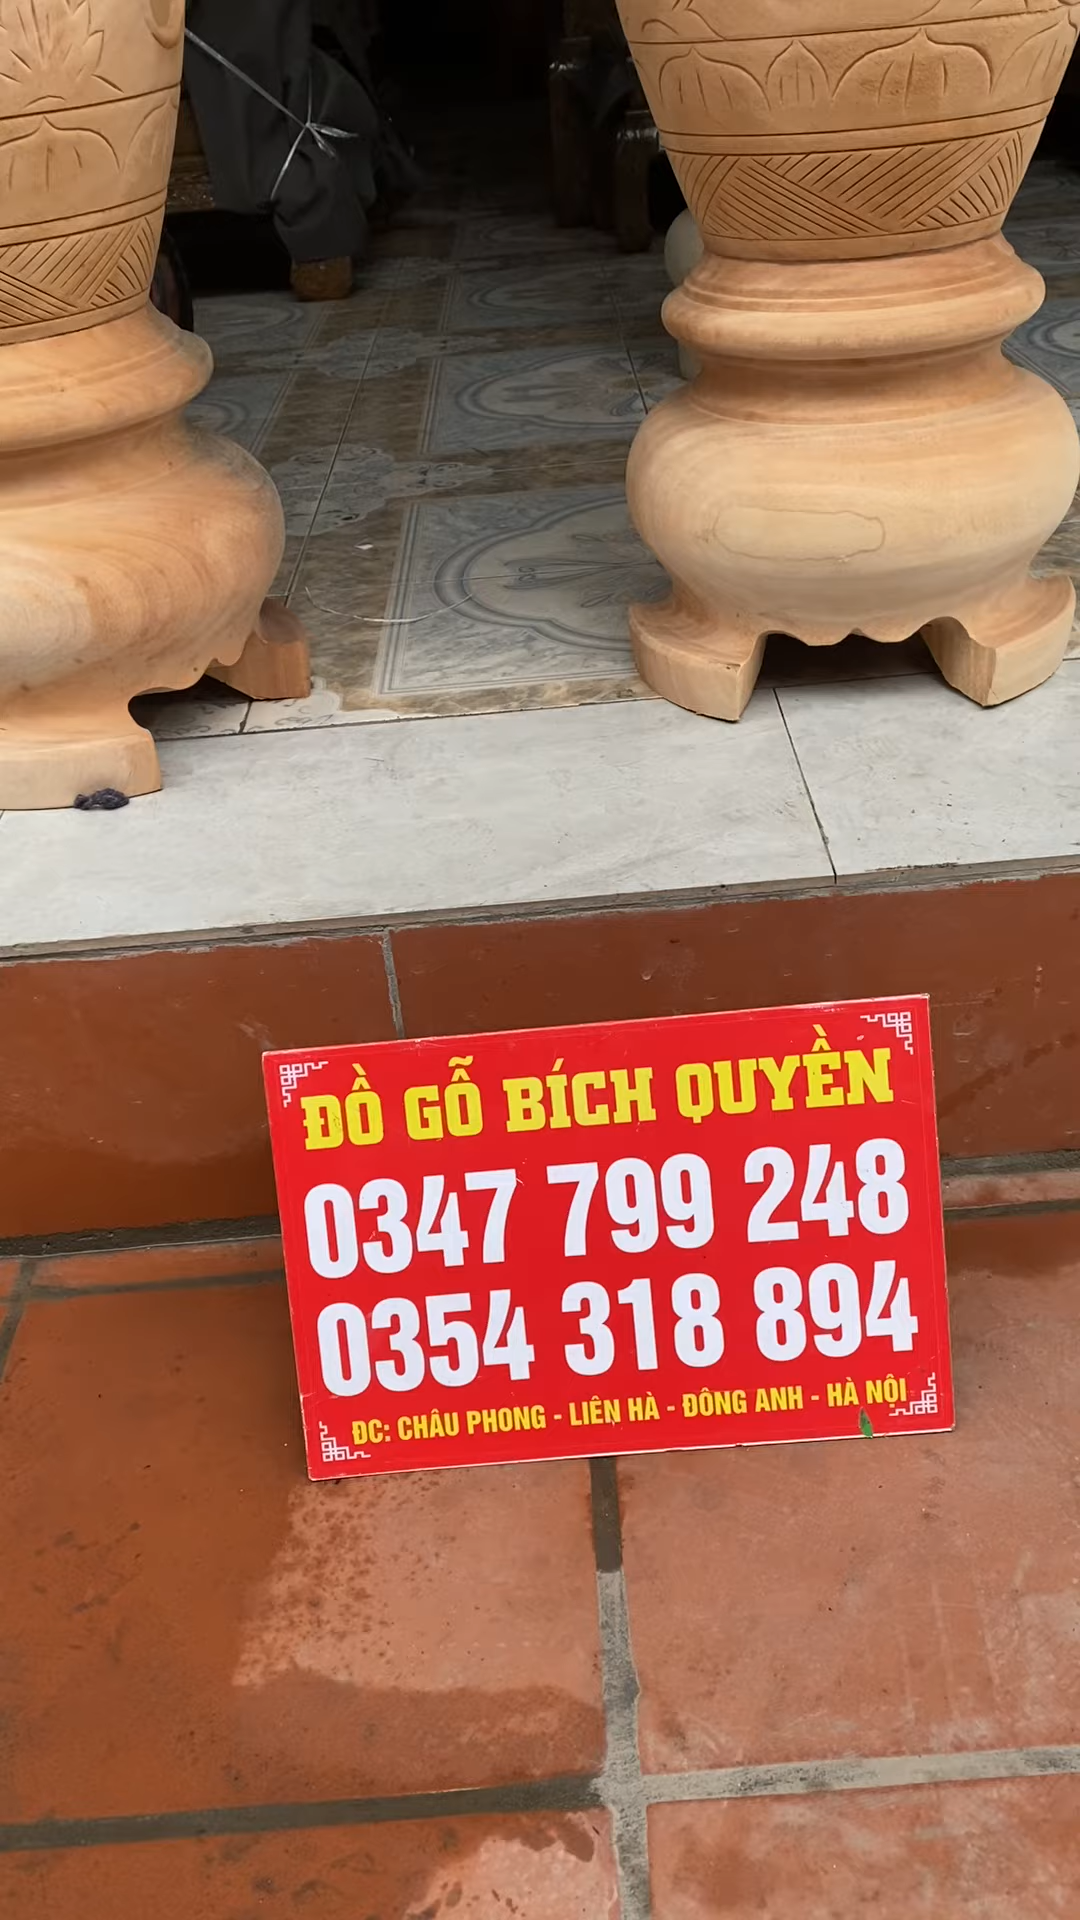 ĐỒ GỖ BÍCH QUYỀN
0347 799 248
0354 318 894
ĐC: CHÂU PHONG - LIÊN HÀ - ĐÔNG ANH - HÀ NỘI